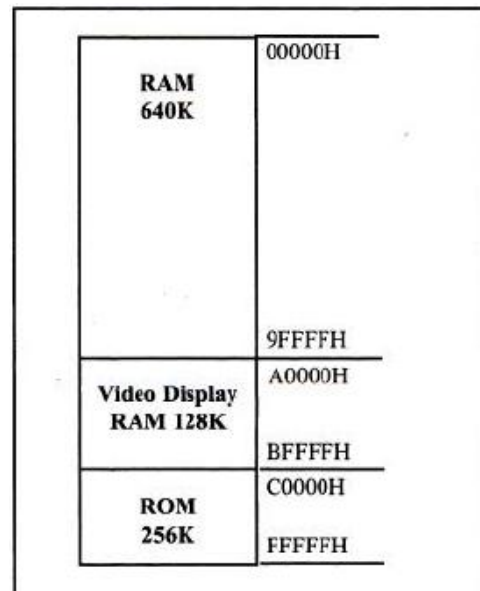 00000H
RAM
640K
9FFFFH
A0000H
Video Display
RAM 128K
BFFFFH
C0000H
ROM
256K
FFFFFH